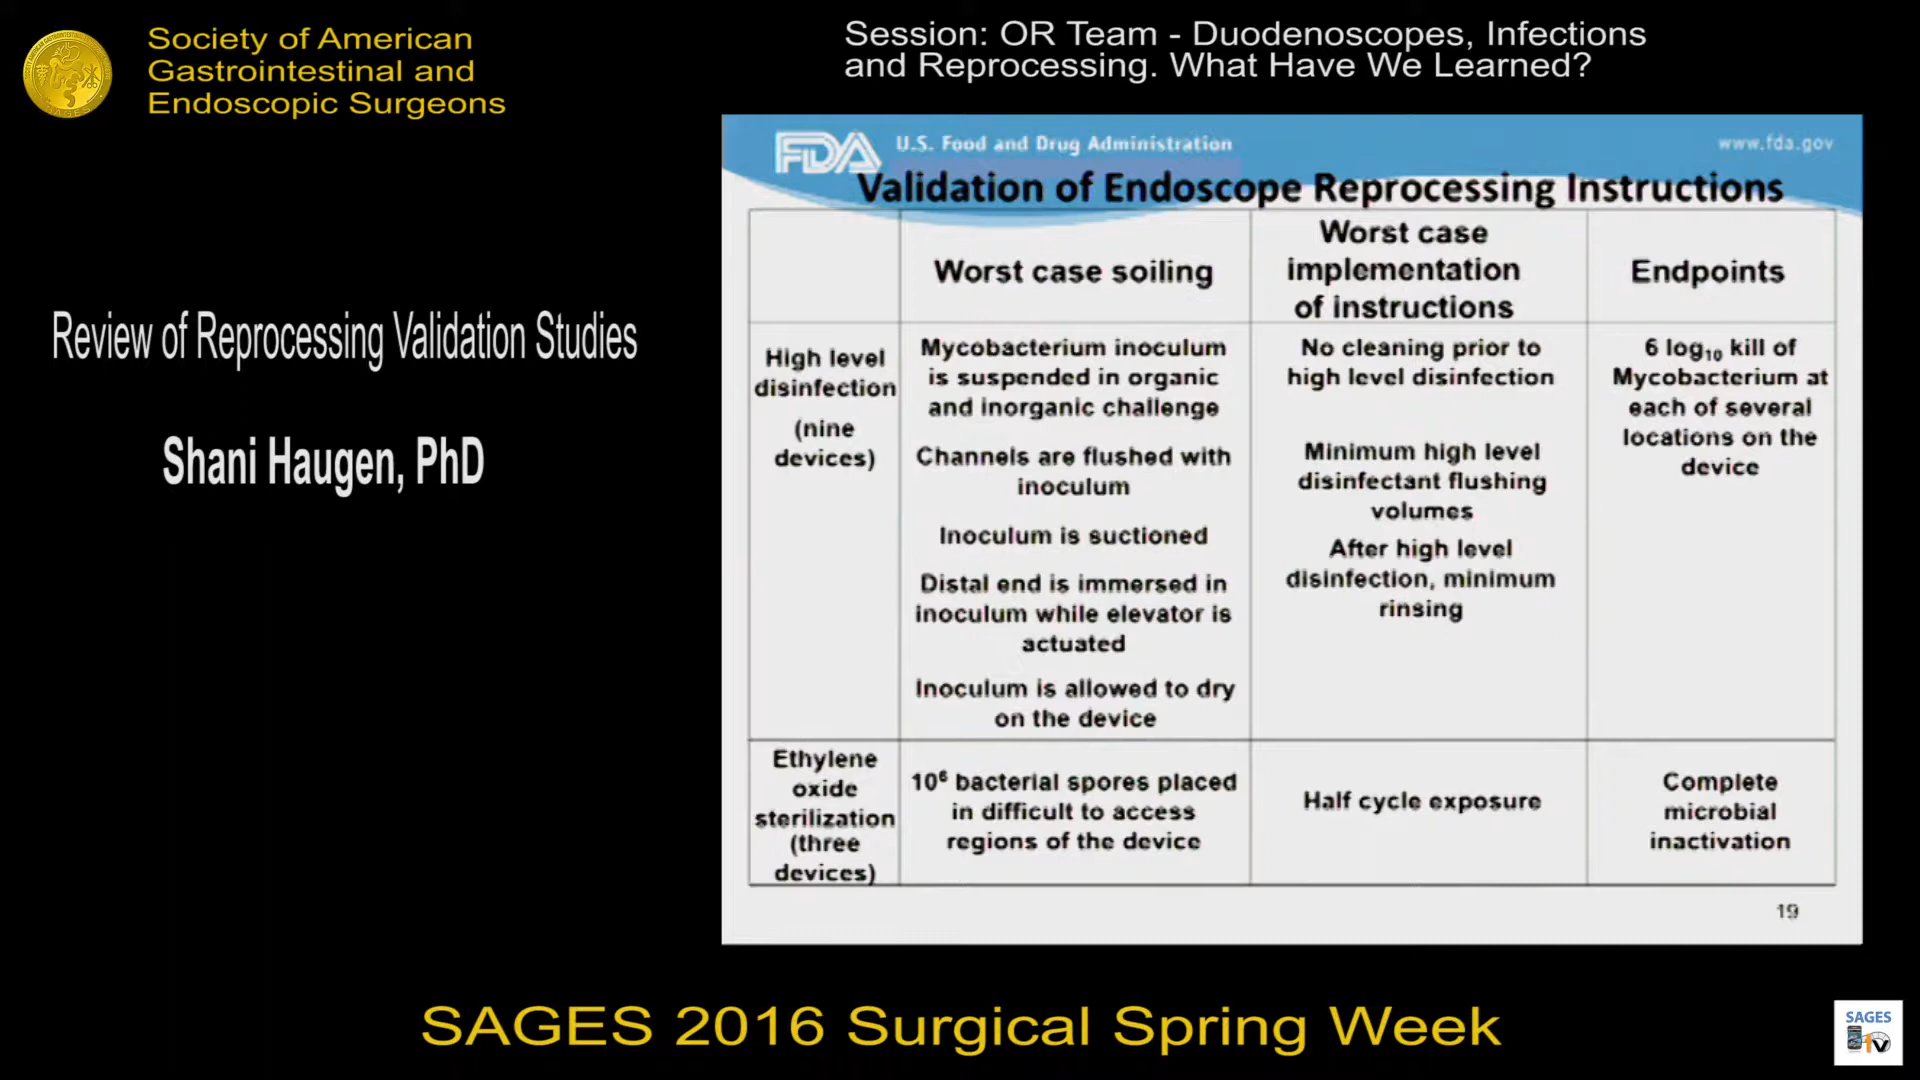 Society of American
Gastrointestinal and
Endoscopic Surgeons
Session: OR Team - Duodenoscopes, Infections
and Reprocessing. What Have We Learned?
Review of Reprocessing Validation Studies
Shani Haugen, PhD
FDA U.S. Food and Drug Administration
www.fda.gov
Validation of Endoscope Reprocessing Instructions
Worst case soiling
Worst case
implementation
of instructions
Endpoints
High level
disinfection
(nine
devices)
Mycobacterium inoculum
is suspended in organic
and inorganic challenge
Channels are flushed with
inoculum
Inoculum is suctioned
Distal end is immersed in
inoculum while elevator is
actuated
Inoculum is allowed to dry
on the device
No cleaning prior to
high level disinfection
Minimum high level
disinfectant flushing
volumes
After high level
disinfection, minimum
rinsing
6 log₁₀ kill of
Mycobacterium at
each of several
locations on the
device
Ethylene
oxide
sterilization
(three
devices)
10⁶ bacterial spores placed
in difficult to access
regions of the device
Half cycle exposure
Complete
microbial
inactivation
19
SAGES 2016 Surgical Spring Week
SAGES
tv